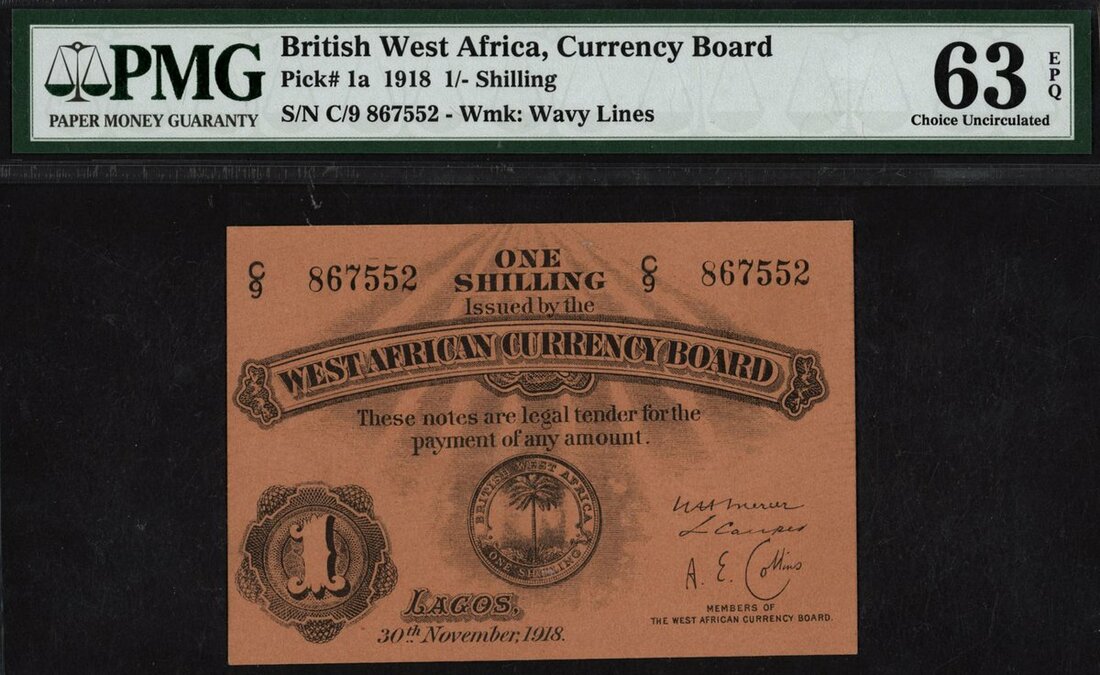 PMG
PAPER MONEY GUARANTY
British West Africa, Currency Board
Pick# 1a 1918 1/- Shilling
S/N C/9 867552 - Wmk: Wavy Lines
63
EPQ
Choice Uncirculated
C/9 867552
ONE
SHILLING
C/9 867552
Issued by the
WEST AFRICAN CURRENCY BOARD
These notes are legal tender for the
payment of any amount.
BRITISH WEST AFRICA
ONE SHILLING
1
LAGOS,
30th November, 1918.
A. E. Collins
MEMBERS OF
THE WEST AFRICAN CURRENCY BOARD.